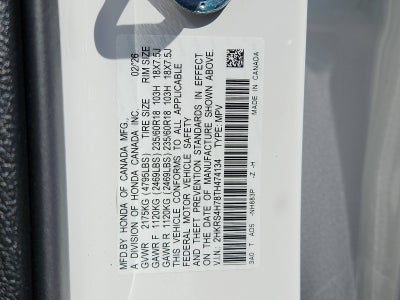 MFD.BY HONDA OF CANADA MFG., 02/26
A DIVISION OF HONDA CANADA INC.
GVWR 2175KG (4795LBS) TIRE SIZE RIM SIZE
GAWR F 1120KG (2469LBS) 235/60R18 103H 18X7.5J
GAWR R 1120KG (2469LBS) 235/60R18 103H 18X7.5J
THIS VEHICLE CONFORMS TO ALL APPLICABLE
FEDERAL MOTOR VEHICLE SAFETY
AND THEFT PREVENTION STANDARDS IN EFFECT
ON THE DATE OF MANUFACTURE SHOWN ABOVE.
V.I.N.: 2HKRS4H78TH474134 TYPE: MPV
3A0 T A05 -NH883P -Z -H MADE IN CANADA